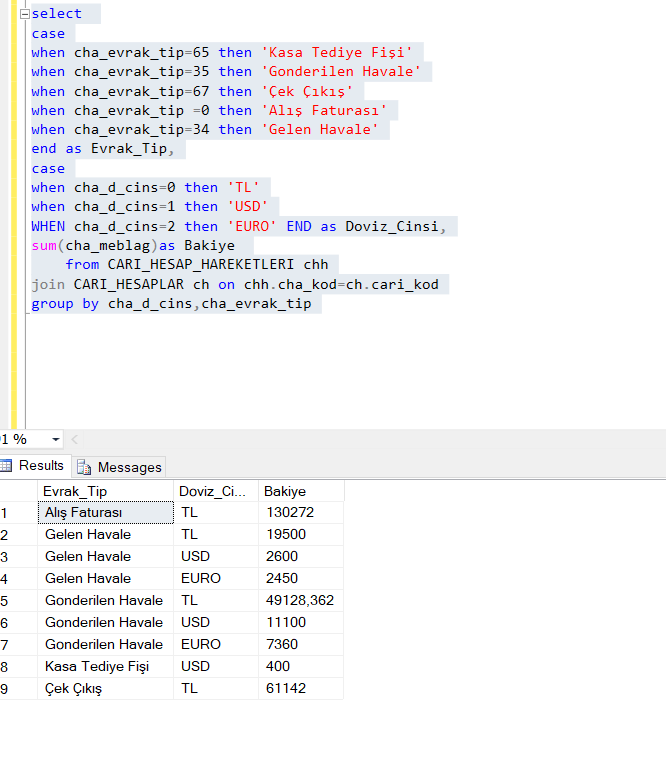 select
case
when cha_evrak_tip=65 then 'Kasa Tediye Fişi'
when cha_evrak_tip=35 then 'Gonderilen Havale'
when cha_evrak_tip=67 then 'Çek Çıkış'
when cha_evrak_tip =0 then 'Alış Faturası'
when cha_evrak_tip=34 then 'Gelen Havale'
end as Evrak_Tip,
case
when cha_d_cins=0 then 'TL'
when cha_d_cins=1 then 'USD'
WHEN cha_d_cins=2 then 'EURO' END as Doviz_Cinsi,
sum(cha_meblag)as Bakiye
from CARI_HESAP_HAREKETLERI chh
join CARI_HESAPLAR ch on chh.cha_kod=ch.cari_kod
group by cha_d_cins,cha_evrak_tip
1 %
Results Messages
Evrak_Tip Doviz_Ci... Bakiye
1 Alış Faturası TL 130272
2 Gelen Havale TL 19500
3 Gelen Havale USD 2600
4 Gelen Havale EURO 2450
5 Gonderilen Havale TL 49128,362
6 Gonderilen Havale USD 11100
7 Gonderilen Havale EURO 7360
8 Kasa Tediye Fişi USD 400
9 Çek Çıkış TL 61142